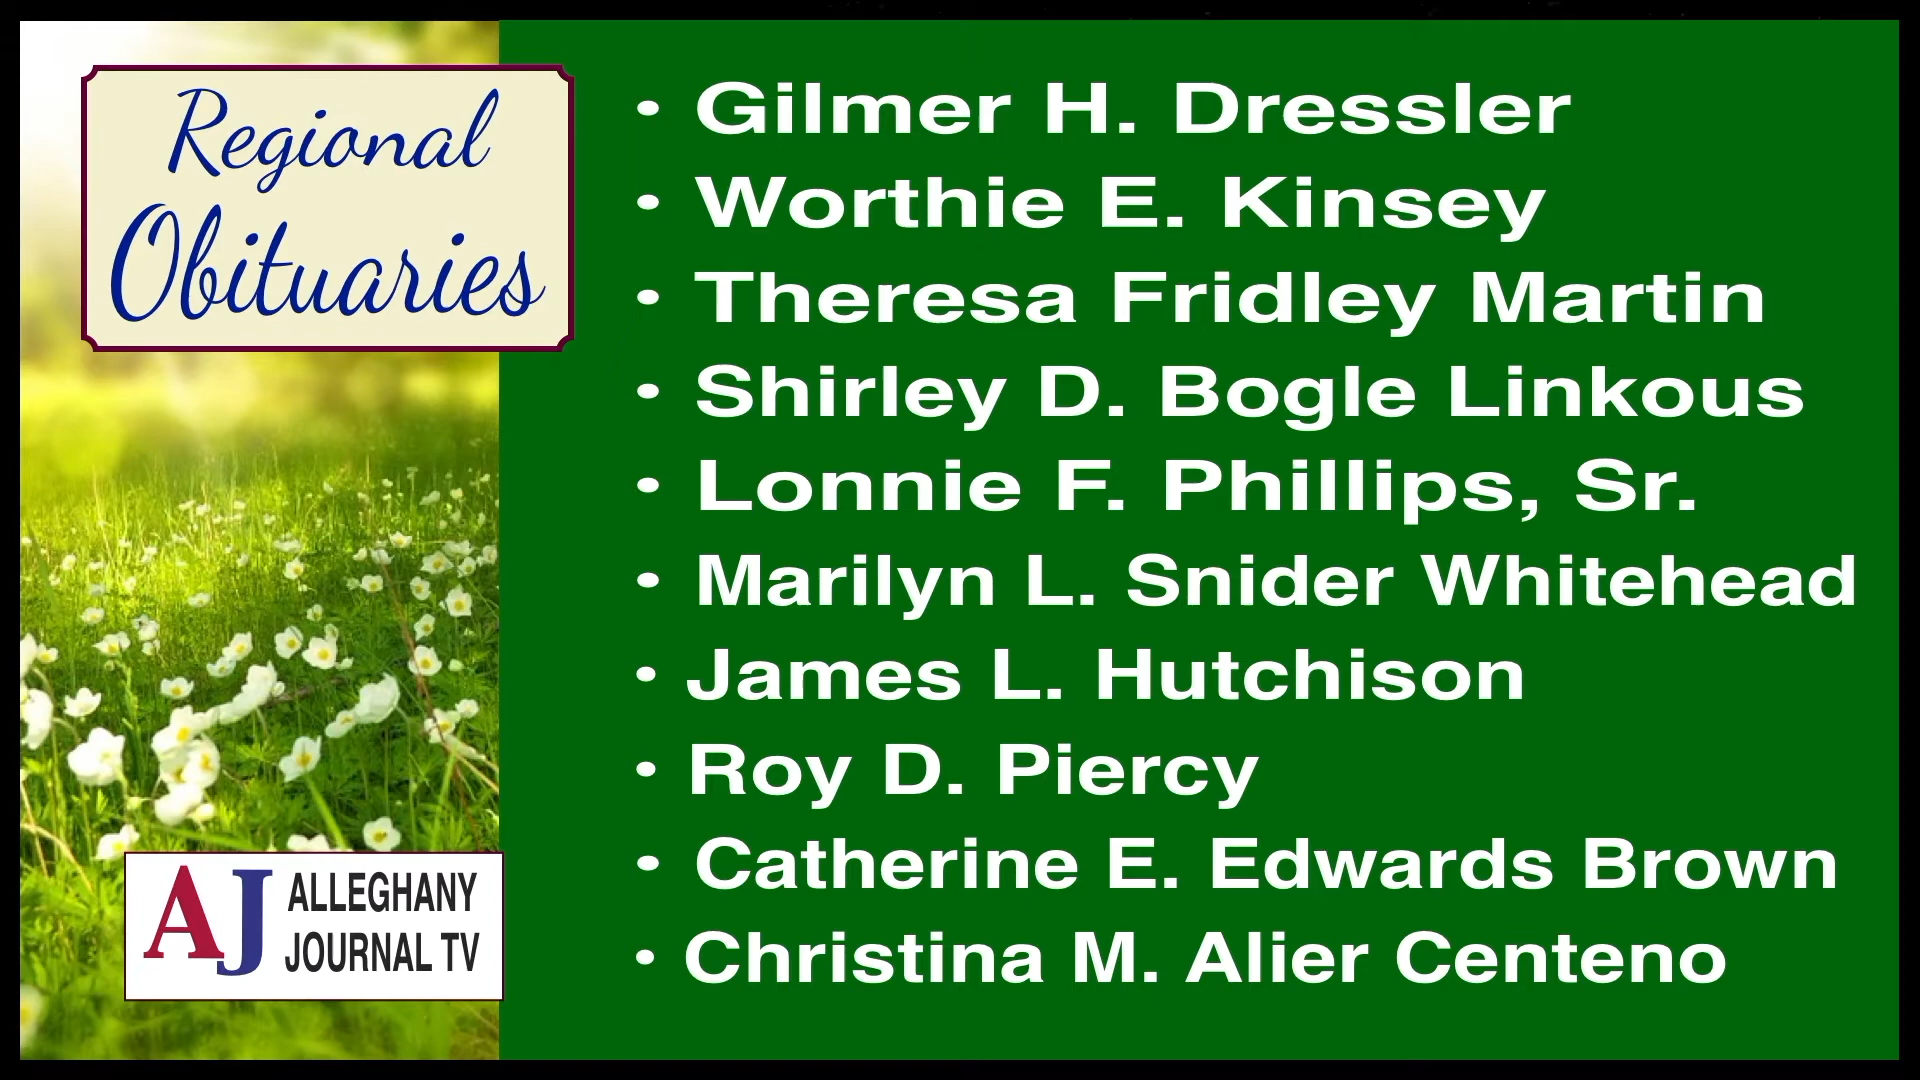 Regional
Obituaries
• Gilmer H. Dressler
• Worthie E. Kinsey
• Theresa Fridley Martin
• Shirley D. Bogle Linkous
• Lonnie F. Phillips, Sr.
• Marilyn L. Snider Whitehead
• James L. Hutchison
• Roy D. Piercy
• Catherine E. Edwards Brown
• Christina M. Alier Centeno
AJ
ALLEGHANY
JOURNAL TV